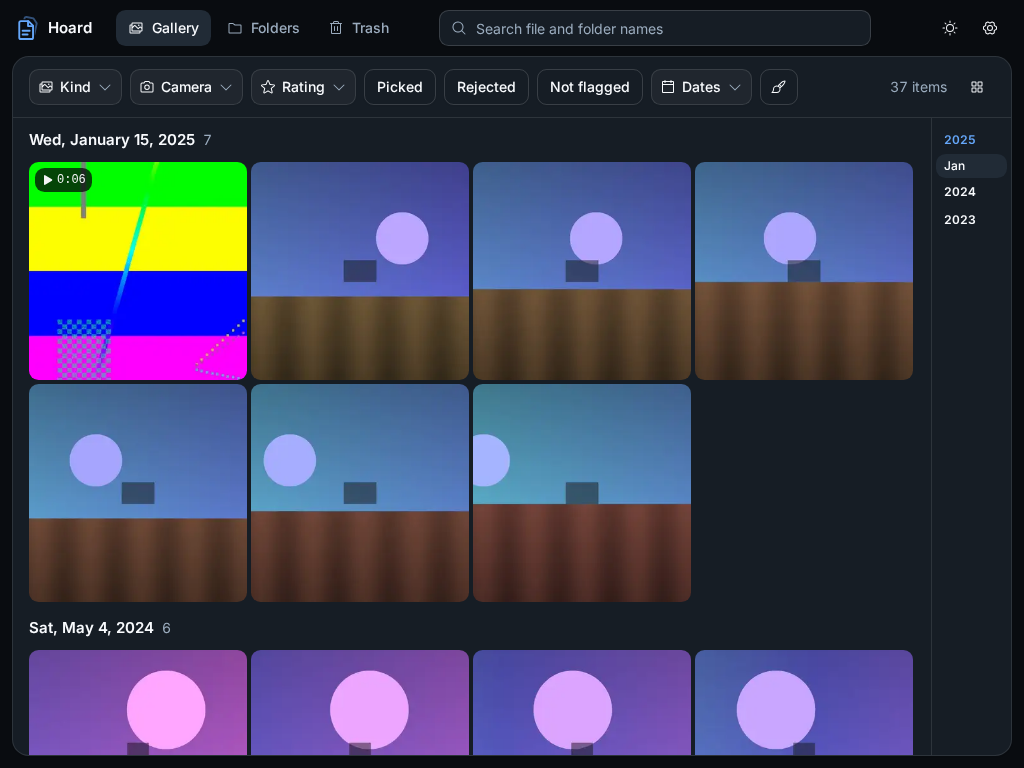 Hoard
Gallery
Folders
Trash
Search file and folder names
Kind
Camera
Rating
Picked
Rejected
Not flagged
Dates
37 items
Wed, January 15, 2025 7
0:06
2025
Jan
2024
2023
Sat, May 4, 2024 6